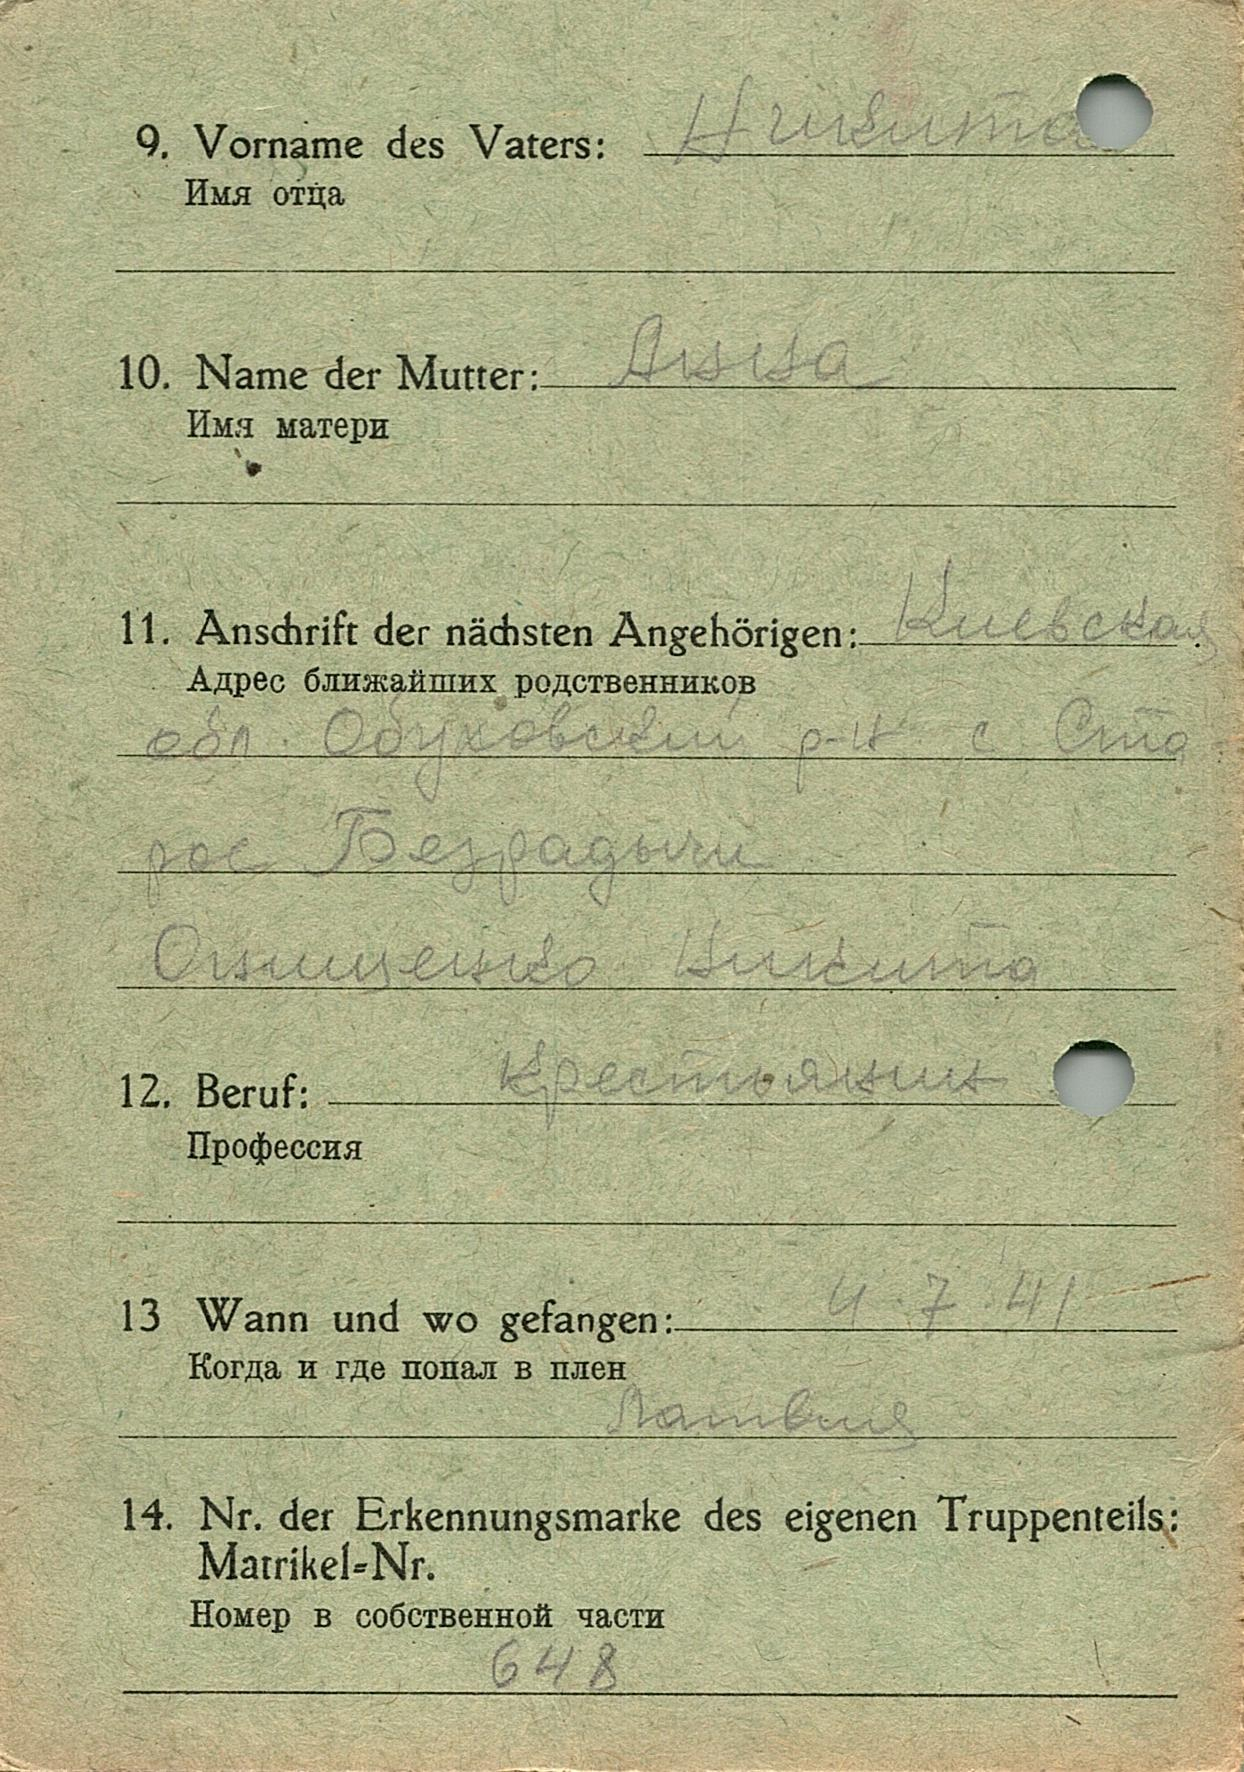 9. Vorname des Vaters: Никита
Имя отца
10. Name der Mutter: Анна
Имя матери
11. Anschrift der nächsten Angehörigen: Киевская
Адрес ближайших родственников
обл. Обуховский р-н с Ста
рос Безрадычи
Онищенко Никита
12. Beruf: крестьянин
Профессия
13 Wann und wo gefangen: 4 7 41
Когда и где попал в плен
Латвия
14. Nr. der Erkennungsmarke des eigenen Truppenteils:
Matrikel-Nr.
Номер в собственной части
648